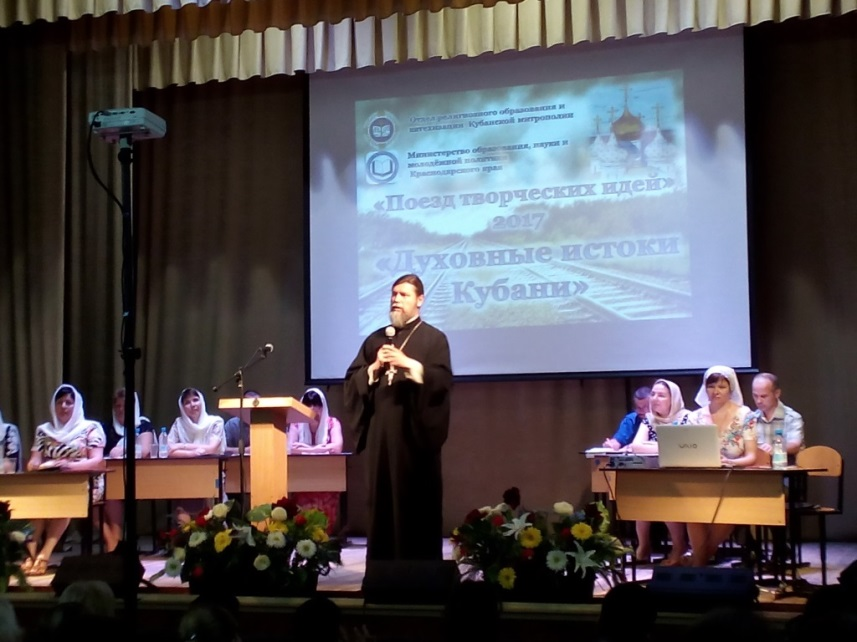 Отдел религиозного образования и
катехизации Кубанской митрополии
Министерство образования, науки и
молодёжной политики
Краснодарского края
«Поезд творческих идей»
2017
«Духовные истоки
Кубани»
VAIO